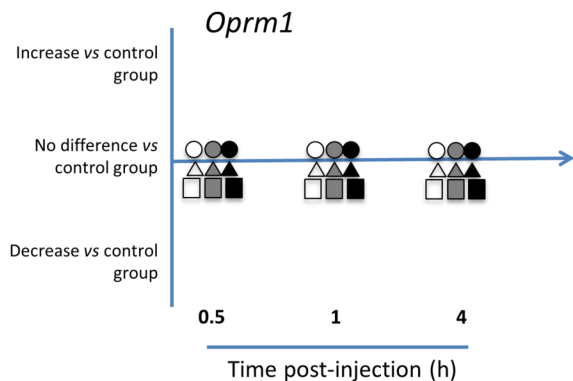 Oprm1
Increase vs control
group
No difference vs
control group
Decrease vs control
group
0.5 1 4
Time post-injection (h)